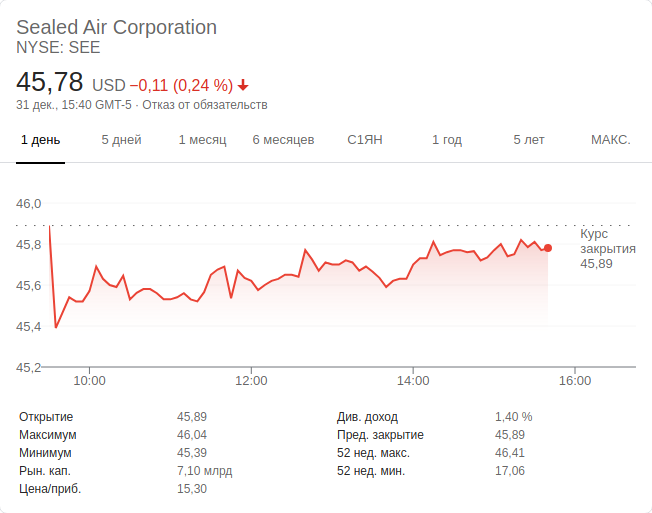 Sealed Air Corporation
NYSE: SEE
45,78 USD −0,11 (0,24 %)
31 дек., 15:40 GMT-5 · Отказ от обязательств
1 день 5 дней 1 месяц 6 месяцев С1ЯН 1 год 5 лет МАКС.
46,0
45,8
45,6
45,4
45,2
Курс
закрытия
45,89
10:00 12:00 14:00 16:00
Открытие 45,89 Див. доход 1,40 %
Максимум 46,04 Пред. закрытие 45,89
Минимум 45,39 52 нед. макс. 46,41
Рын. кап. 7,10 млрд 52 нед. мин. 17,06
Цена/приб. 15,30